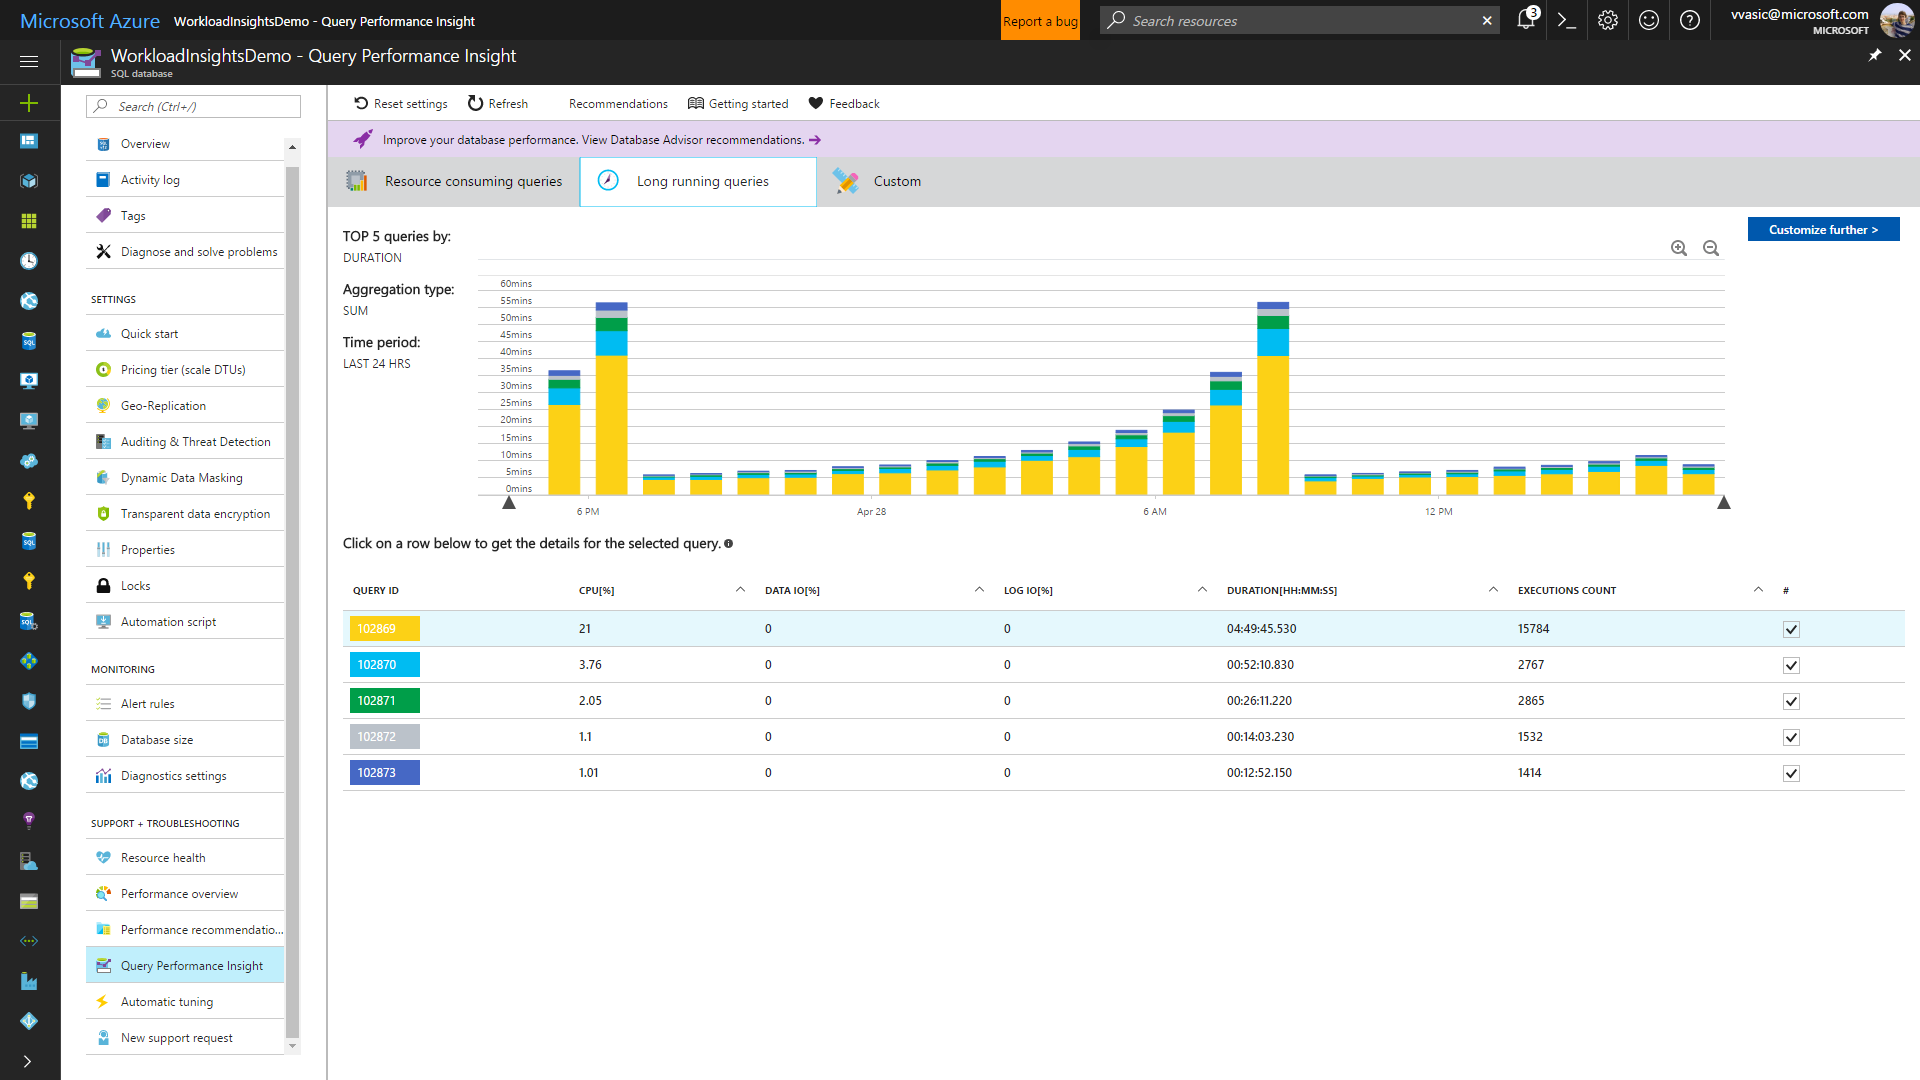 Microsoft Azure WorkloadInsightsDemo - Query Performance Insight
Report a bug
Search resources
3
vvasic@microsoft.com
MICROSOFT
WorkloadInsightsDemo - Query Performance Insight
SQL database
Search (Ctrl+/)
Overview
Activity log
Tags
Diagnose and solve problems
SETTINGS
Quick start
Pricing tier (scale DTUs)
Geo-Replication
Auditing & Threat Detection
Dynamic Data Masking
Transparent data encryption
Properties
Locks
Automation script
MONITORING
Alert rules
Database size
Diagnostics settings
SUPPORT + TROUBLESHOOTING
Resource health
Performance overview
Performance recommendatio...
Query Performance Insight
Automatic tuning
New support request
Reset settings Refresh Recommendations Getting started Feedback
Improve your database performance. View Database Advisor recommendations.
Resource consuming queries Long running queries Custom
Customize further >
TOP 5 queries by:
DURATION
Aggregation type:
SUM
Time period:
LAST 24 HRS
60mins
55mins
50mins
45mins
40mins
35mins
30mins
25mins
20mins
15mins
10mins
5mins
0mins
6 PM Apr 28 6 AM 12 PM
Click on a row below to get the details for the selected query.
QUERY ID CPU[%] DATA IO[%] LOG IO[%] DURATION[HH:MM:SS] EXECUTIONS COUNT #
102869 21 0 0 04:49:45.530 15784
102870 3.76 0 0 00:52:10.830 2767
102871 2.05 0 0 00:26:11.220 2865
102872 1.1 0 0 00:14:03.230 1532
102873 1.01 0 0 00:12:52.150 1414